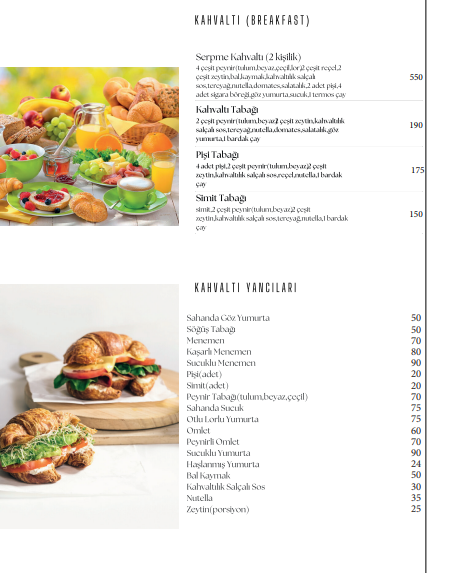 KAHVALTI (BREAKFAST)
Serpme Kahvaltı (2 kişilik)
4 çeşit peynir(tulum,beyaz,çeçil,lor)2 çeşit reçel,2
çeşit zeytin,bal,kaymak,kahvaltılık salçalı
sos,tereyağ,nutella,domates,salatalık,2 adet pişi,4
adet sigara böreği,göz yumurta,sucuk,1 termos çay
550
Kahvaltı Tabağı
2 çeşit peynir(tulum,beyaz)2 çeşit zeytin,kahvaltılık
salçalı sos,tereyağ,nutella,domates,salatalık,göz
yumurta,1 bardak çay
190
Pişi Tabağı
4 adet pişi,2 çeşit peynir(tulum,beyaz)2 çeşit
zeytin,kahvaltılık salçalı sos,reçel,nutella,1 bardak
çay
175
Simit Tabağı
simit,2 çeşit peynir(tulum,beyaz)2 çeşit
zeytin,kahvaltılık salçalı sos,tereyağ,nutella,1 bardak
çay
150
KAHVALTI YANCILARI
Sahanda Göz Yumurta 50
Söğüş Tabağı 50
Menemen 70
Kaşarlı Menemen 80
Sucuklu Menemen 90
Pişi(adet) 20
Simit(adet) 20
Peynir Tabağı(tulum,beyaz,çeçil) 70
Sahanda Sucuk 75
Otlu Lorlu Yumurta 75
Omlet 60
Peynirli Omlet 70
Sucuklu Yumurta 90
Haşlanmış Yumurta 24
Bal Kaymak 50
Kahvaltılık Salçalı Sos 30
Nutella 35
Zeytin(porsiyon) 25